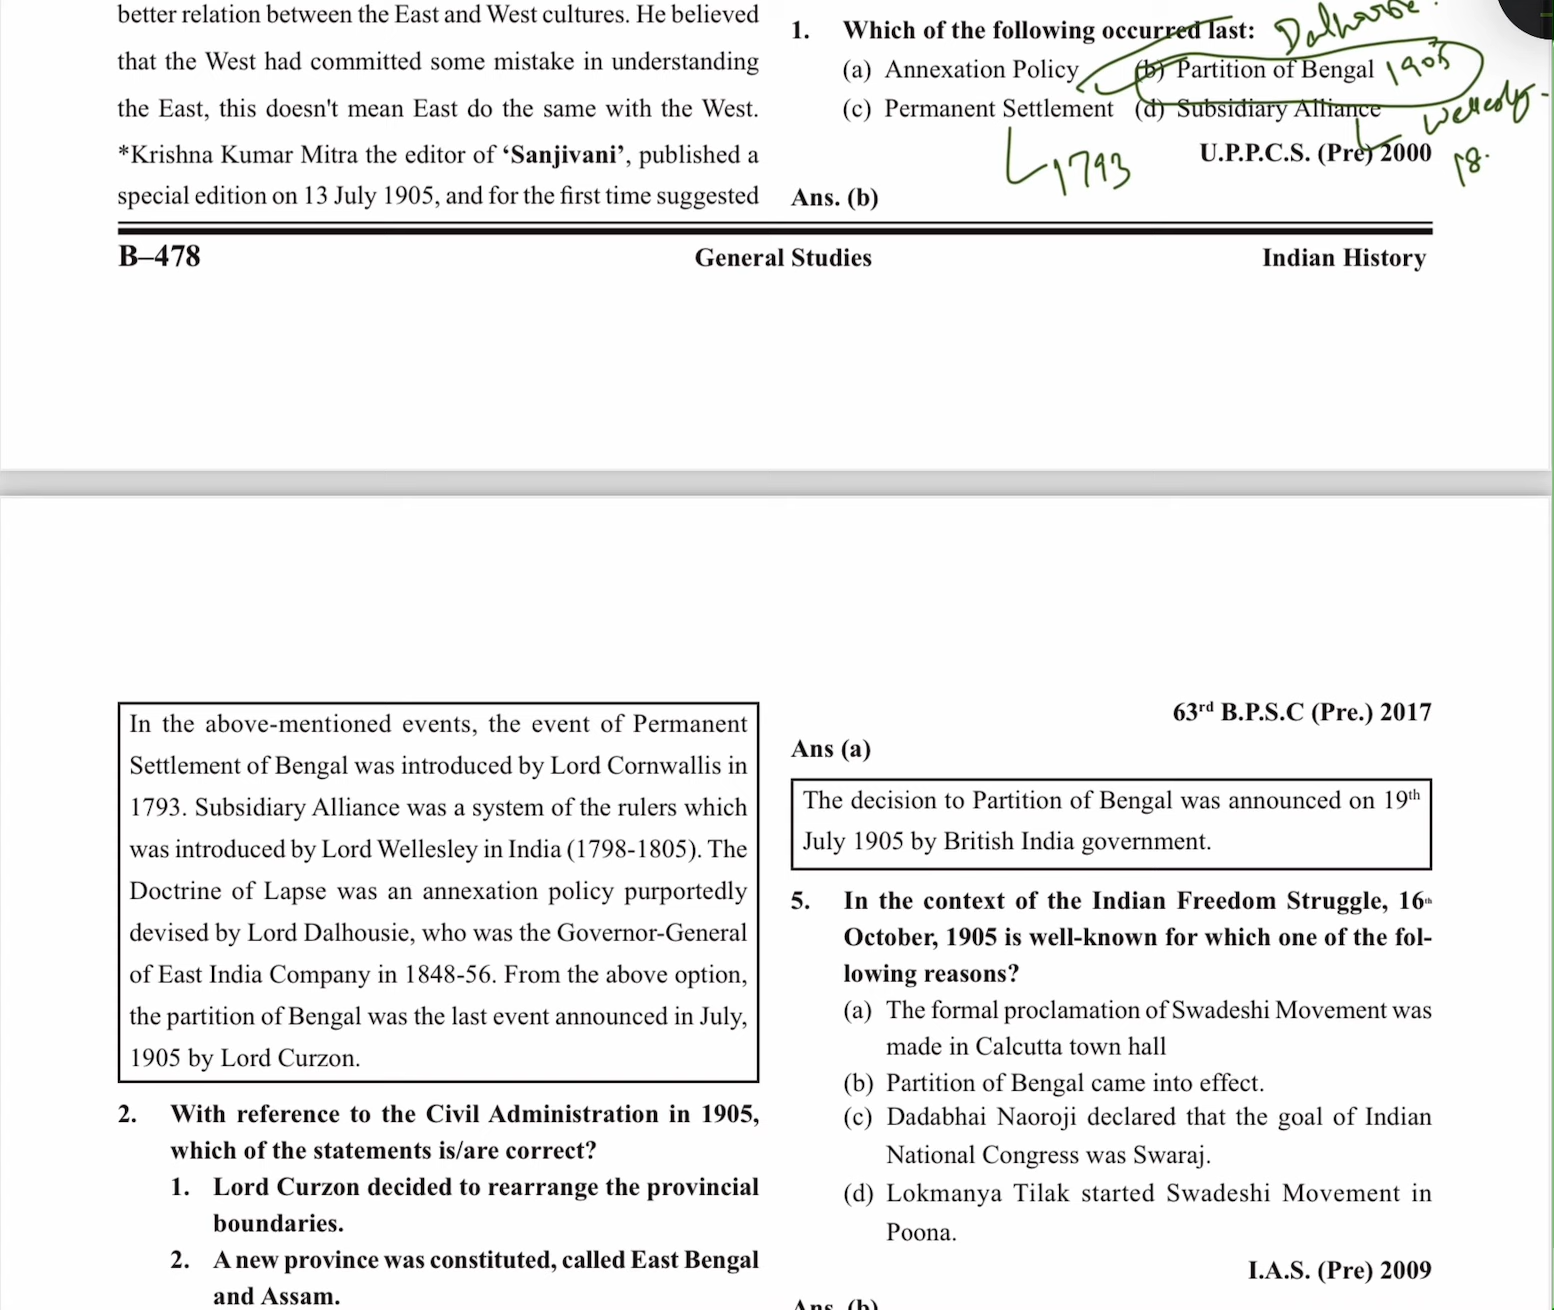 better relation between the East and West cultures. He believed
that the West had committed some mistake in understanding
the East, this doesn't mean East do the same with the West.
*Krishna Kumar Mitra the editor of ‘Sanjivani’, published a
special edition on 13 July 1905, and for the first time suggested
1. Which of the following occurred last:
Dalhousie.
(a) Annexation Policy (b) Partition of Bengal 1905
(c) Permanent Settlement (d) Subsidiary Alliance
1793
U.P.P.C.S. (Pre) 2000
18.
Ans. (b)
B–478 General Studies Indian History
In the above-mentioned events, the event of Permanent
Settlement of Bengal was introduced by Lord Cornwallis in
1793. Subsidiary Alliance was a system of the rulers which
was introduced by Lord Wellesley in India (1798-1805). The
Doctrine of Lapse was an annexation policy purportedly
devised by Lord Dalhousie, who was the Governor-General
of East India Company in 1848-56. From the above option,
the partition of Bengal was the last event announced in July,
1905 by Lord Curzon.
2. With reference to the Civil Administration in 1905,
which of the statements is/are correct?
1. Lord Curzon decided to rearrange the provincial
boundaries.
2. A new province was constituted, called East Bengal
and Assam.
63rd B.P.S.C (Pre.) 2017
Ans (a)
The decision to Partition of Bengal was announced on 19th
July 1905 by British India government.
5. In the context of the Indian Freedom Struggle, 16th
October, 1905 is well-known for which one of the fol-
lowing reasons?
(a) The formal proclamation of Swadeshi Movement was
made in Calcutta town hall
(b) Partition of Bengal came into effect.
(c) Dadabhai Naoroji declared that the goal of Indian
National Congress was Swaraj.
(d) Lokmanya Tilak started Swadeshi Movement in
Poona.
I.A.S. (Pre) 2009
Ans. (b)